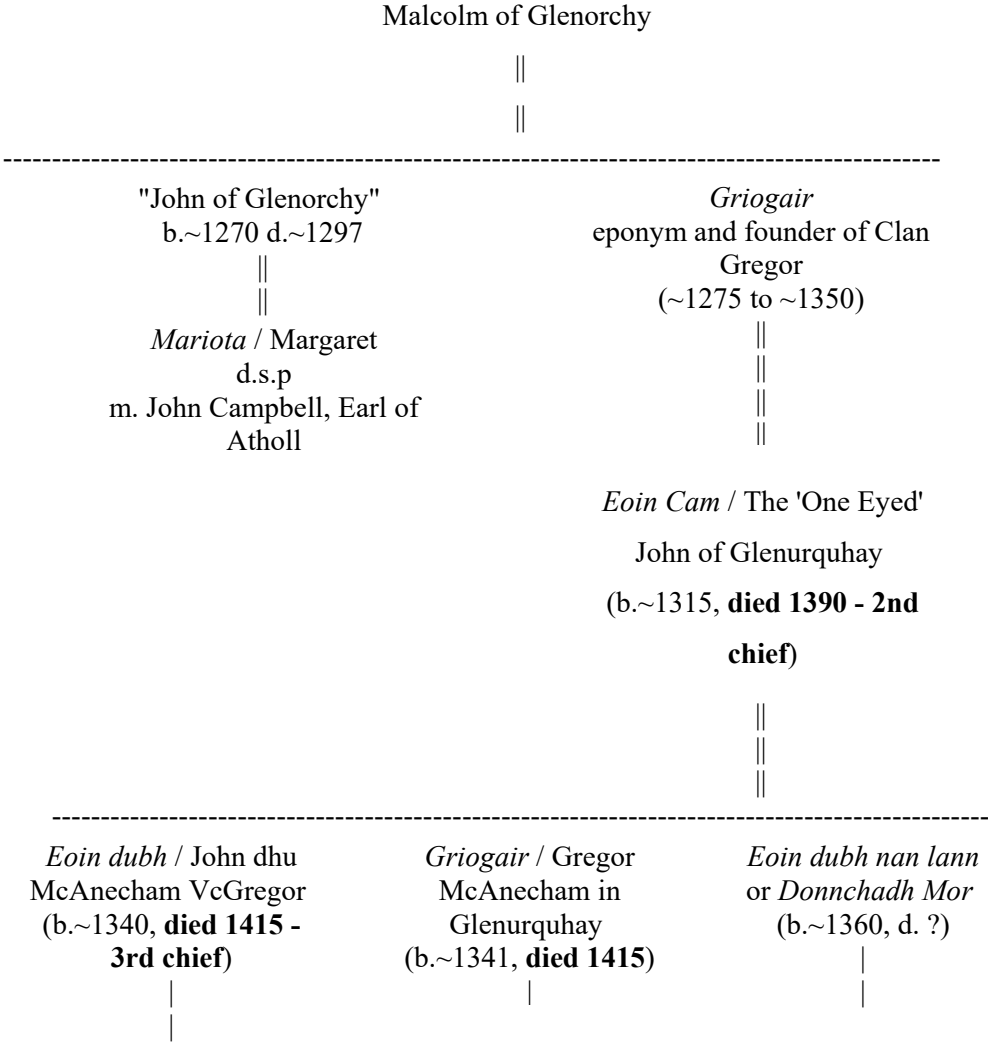 Malcolm of Glenorchy
||
||
------------------------------------------------------------------------------------------------
"John of Glenorchy"
b.~1270 d.~1297
||
||
Mariota / Margaret
d.s.p
m. John Campbell, Earl of
Atholl
Griogair
eponym and founder of Clan
Gregor
(~1275 to ~1350)
||
||
||
||
Eoin Cam / The 'One Eyed'
John of Glenurquhay
(b.~1315, died 1390 - 2nd
chief)
||
||
||
------------------------------------------------------------------------------------------------
Eoin dubh / John dhu
McAnecham VcGregor
(b.~1340, died 1415 -
3rd chief)
|
|
Griogair / Gregor
McAnecham in
Glenurquhay
(b.~1341, died 1415)
|
Eoin dubh nan lann
or Donnchadh Mor
(b.~1360, d. ?)
|
|